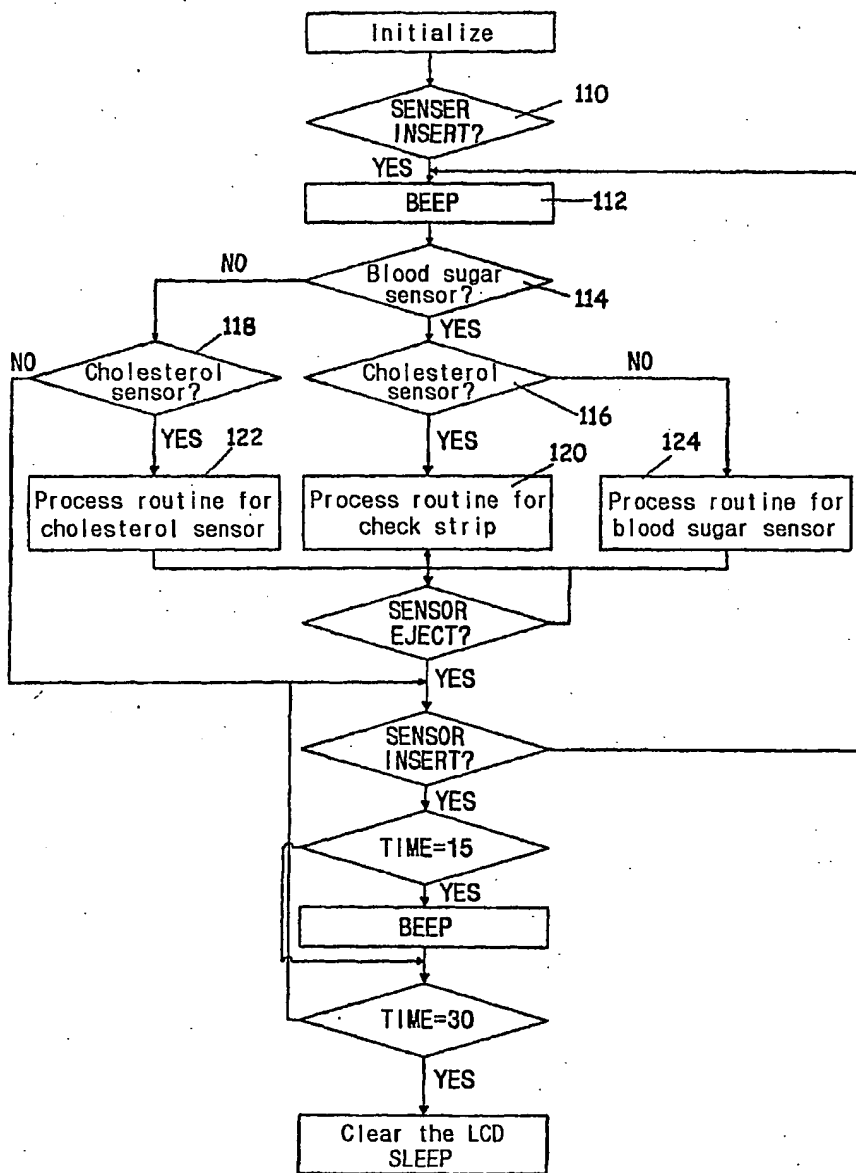 Initialize
110
SENSER
INSERT?
YES
BEEP
112
NO
Blood sugar
sensor?
114
YES
118
NO
Cholesterol
sensor?
Cholesterol
sensor?
NO
116
YES
122
YES
120
124
Process routine for
cholesterol sensor
Process routine for
check strip
Process routine for
blood sugar sensor
SENSOR
EJECT?
YES
SENSOR
INSERT?
YES
TIME=15
YES
BEEP
TIME=30
YES
Clear the LCD
SLEEP